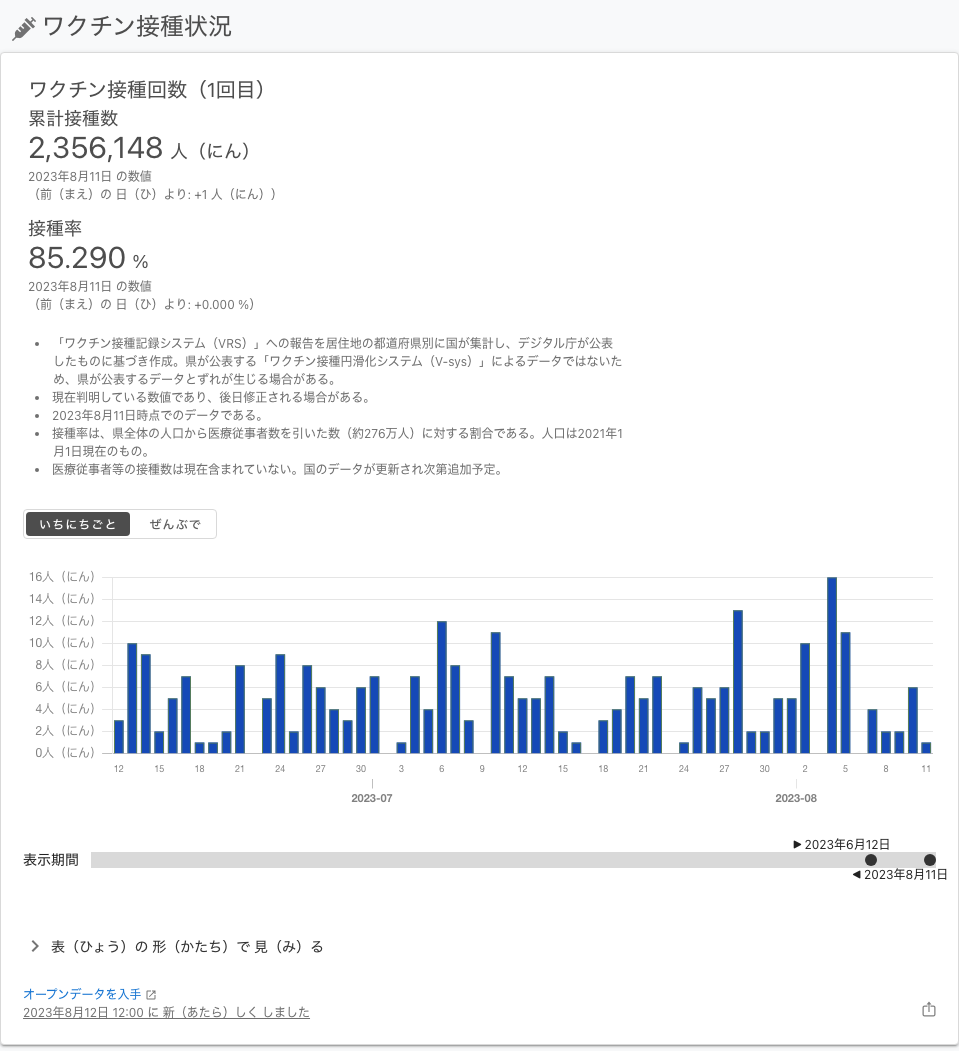 ワクチン接種状況
ワクチン接種回数（1回目）
累計接種数
2,356,148 人（にん）
2023年8月11日 の数値
（前（まえ）の 日（ひ）より: +1 人（にん））
接種率
85.290 %
2023年8月11日 の数値
（前（まえ）の 日（ひ）より: +0.000 %）
• 「ワクチン接種記録システム（VRS）」への報告を居住地の都道府県別に国が集計し、デジタル庁が公表
したものに基づき作成。県が公表する「ワクチン接種円滑化システム（V-sys）」によるデータではないた
め、県が公表するデータとずれが生じる場合がある。
• 現在判明している数値であり、後日修正される場合がある。
• 2023年8月11日時点でのデータである。
• 接種率は、県全体の人口から医療従事者数を引いた数（約276万人）に対する割合である。人口は2021年1
月1日現在のもの。
• 医療従事者等の接種数は現在含まれていない。国のデータが更新され次第追加予定。
いちにちごと ぜんぶで
16人（にん）
14人（にん）
12人（にん）
10人（にん）
8人（にん）
6人（にん）
4人（にん）
2人（にん）
0人（にん）
12 15 18 21 24 27 30 3 6 9 12 15 18 21 24 27 30 2 5 8 11
2023-07 2023-08
▶ 2023年6月12日
表示期間
◀ 2023年8月11日
表（ひょう）の 形（かたち）で 見（み）る
オープンデータを入手
2023年8月12日 12:00 に 新（あたら）しく しました